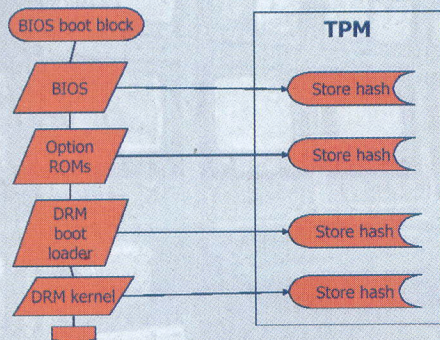 BIOS boot block
TPM
BIOS
Store hash
Option
ROMs
Store hash
DRM
boot
loader
Store hash
DRM kernel
Store hash